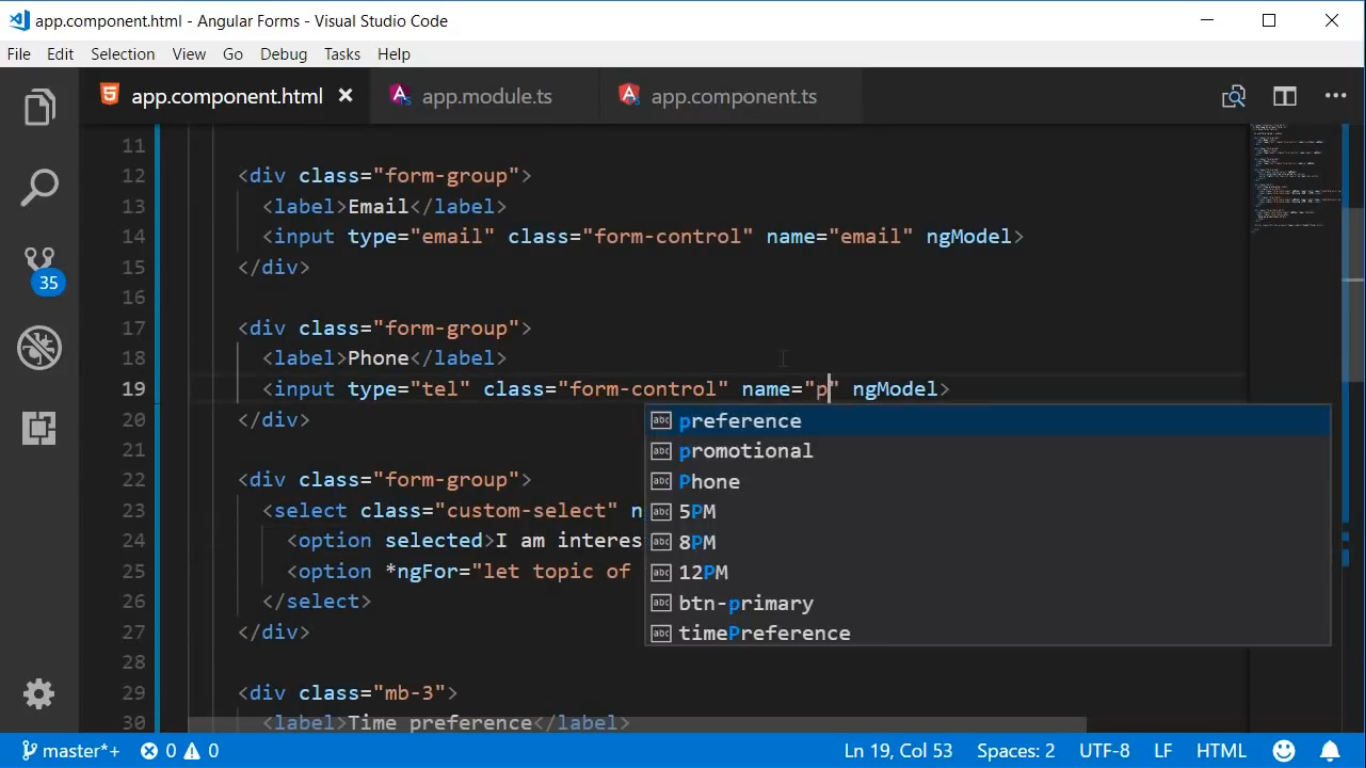 app.component.html - Angular Forms - Visual Studio Code
File Edit Selection View Go Debug Tasks Help
app.component.html app.module.ts app.component.ts
11
12 <div class="form-group">
13 <label>Email</label>
14 <input type="email" class="form-control" name="email" ngModel>
15 </div>
16
17 <div class="form-group">
18 <label>Phone</label>
19 <input type="tel" class="form-control" name="p" ngModel>
20 </div>
preference
21
promotional
22 <div class="form-group">
Phone
23 <select class="custom-select" n
5PM
24 <option selected>I am interes
8PM
25 <option *ngFor="let topic of
12PM
26 </select>
btn-primary
27 </div>
timePreference
28
29 <div class="mb-3">
30 <label>Time preference</label>
35
master*+ 0 0 Ln 19, Col 53 Spaces: 2 UTF-8 LF HTML